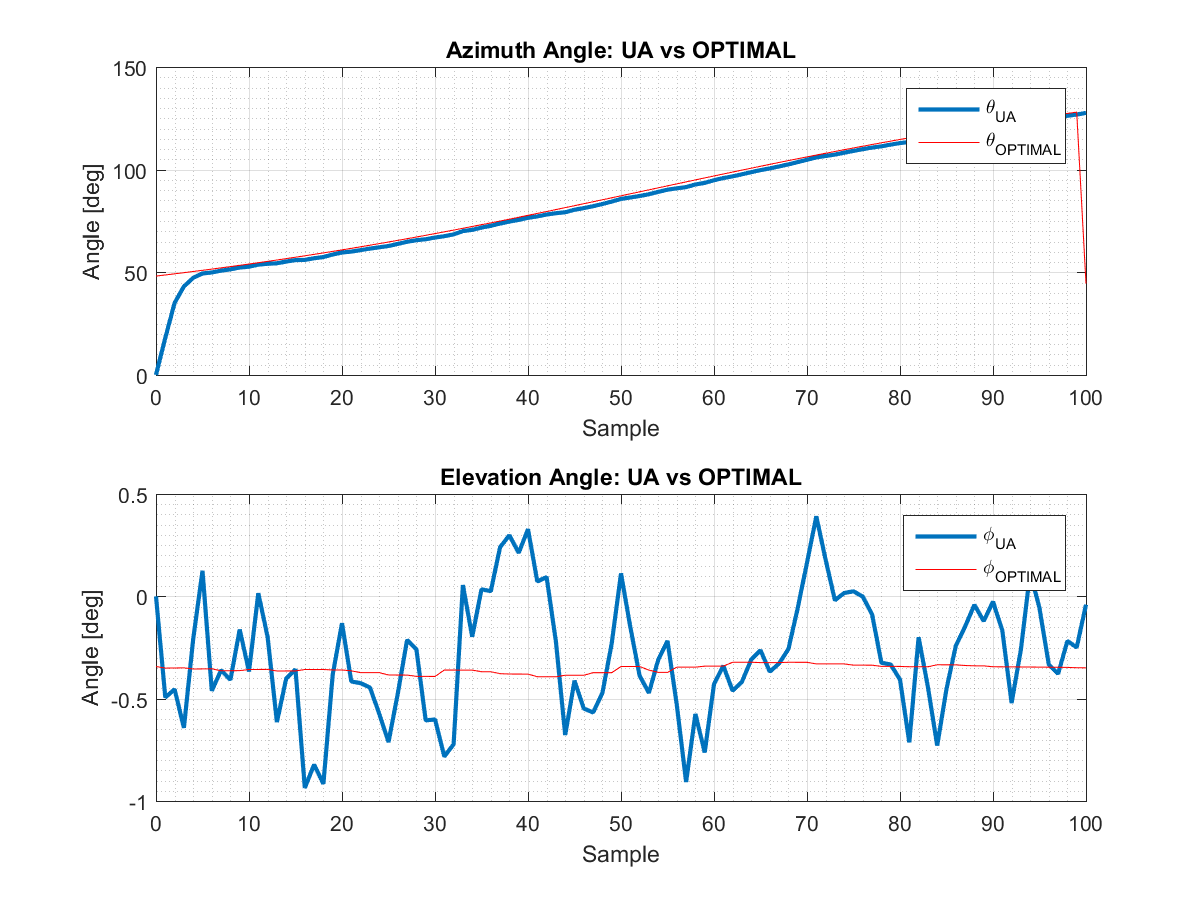 Azimuth Angle: UA vs OPTIMAL
150
100
50
0
Angle [deg]
θUA
θOPTIMAL
0 10 20 30 40 50 60 70 80 90 100
Sample
Elevation Angle: UA vs OPTIMAL
0.5
0
-0.5
-1
Angle [deg]
ϕUA
ϕOPTIMAL
0 10 20 30 40 50 60 70 80 90 100
Sample